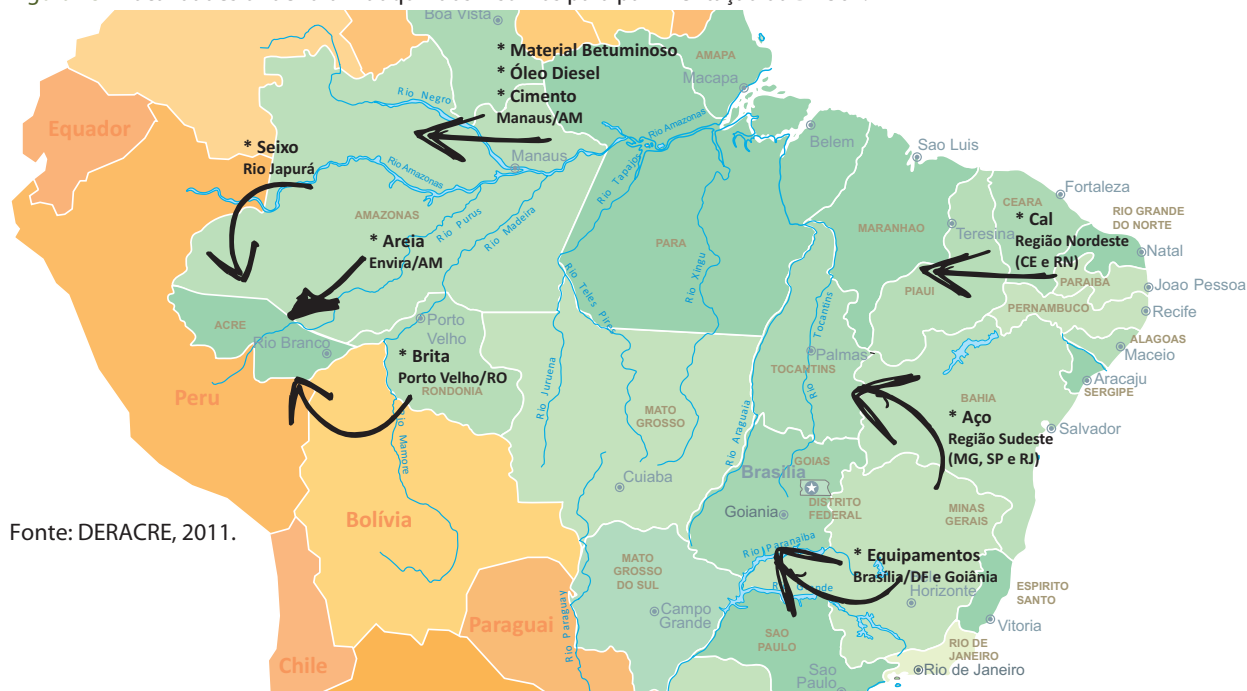 Boa Vista
* Material Betuminoso
* Óleo Diesel
* Cimento
Manaus/AM
AMAPA
Macapa
Equador
Rio Negro
* Seixo
Rio Japurá
Rio Amazonas
Manaus
Rio Amazonas
Rio Tapajos
Belem
Sao Luis
Fortaleza
CEARA
* Cal
Região Nordeste
(CE e RN)
RIO GRANDE
DO NORTE
Natal
AMAZONAS
Rio Purus
Rio Madeira
* Areia
Envira/AM
PARA
MARANHAO
Teresina
PIAUI
PARAIBA
Joao Pessoa
PERNAMBUCO
Recife
Rio Teles Pires
Rio Xingu
Tocantins
Rio
ACRE
Rio Branco
Porto
Velho
* Brita
Porto Velho/RO
RONDONIA
Palmas
TOCANTINS
ALAGOAS
Maceio
Aracaju
SERGIPE
Peru
Rio Mamore
Rio Juruena
MATO
GROSSO
Rio Araguaia
BAHIA
* Aço
Região Sudeste
(MG, SP e RJ)
Salvador
Cuiaba
GOIAS
Brasília
Goiania
DISTRITO
FEDERAL
MINAS
GERAIS
Bolívia
Fonte: DERACRE, 2011.
Rio Paranaiba
* Equipamentos
Brasília/DF e Goiânia
Horizonte
MATO
GROSSO
DO SUL
Grande
ESPIRITO
SANTO
Vitoria
Campo
Grande
Rio Paraguay
Paraguai
SAO
PAULO
RIO DE
JANEIRO
Rio de Janeiro
Sao
Paulo
Chile